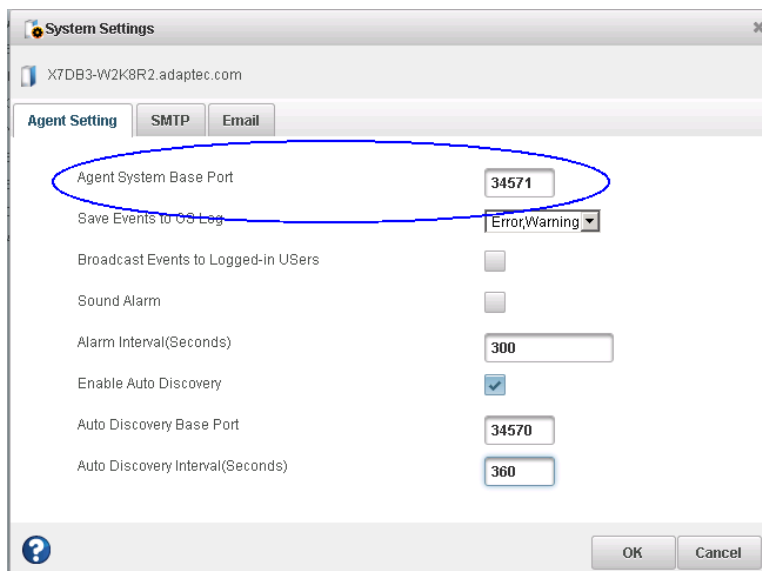 System Settings
X7DB3-W2K8R2.adaptec.com
Agent Setting SMTP Email
Agent System Base Port 34571
Save Events to OS Log Error,Warning
Broadcast Events to Logged-in USers
Sound Alarm
Alarm Interval(Seconds) 300
Enable Auto Discovery
Auto Discovery Base Port 34570
Auto Discovery Interval(Seconds) 360
OK Cancel